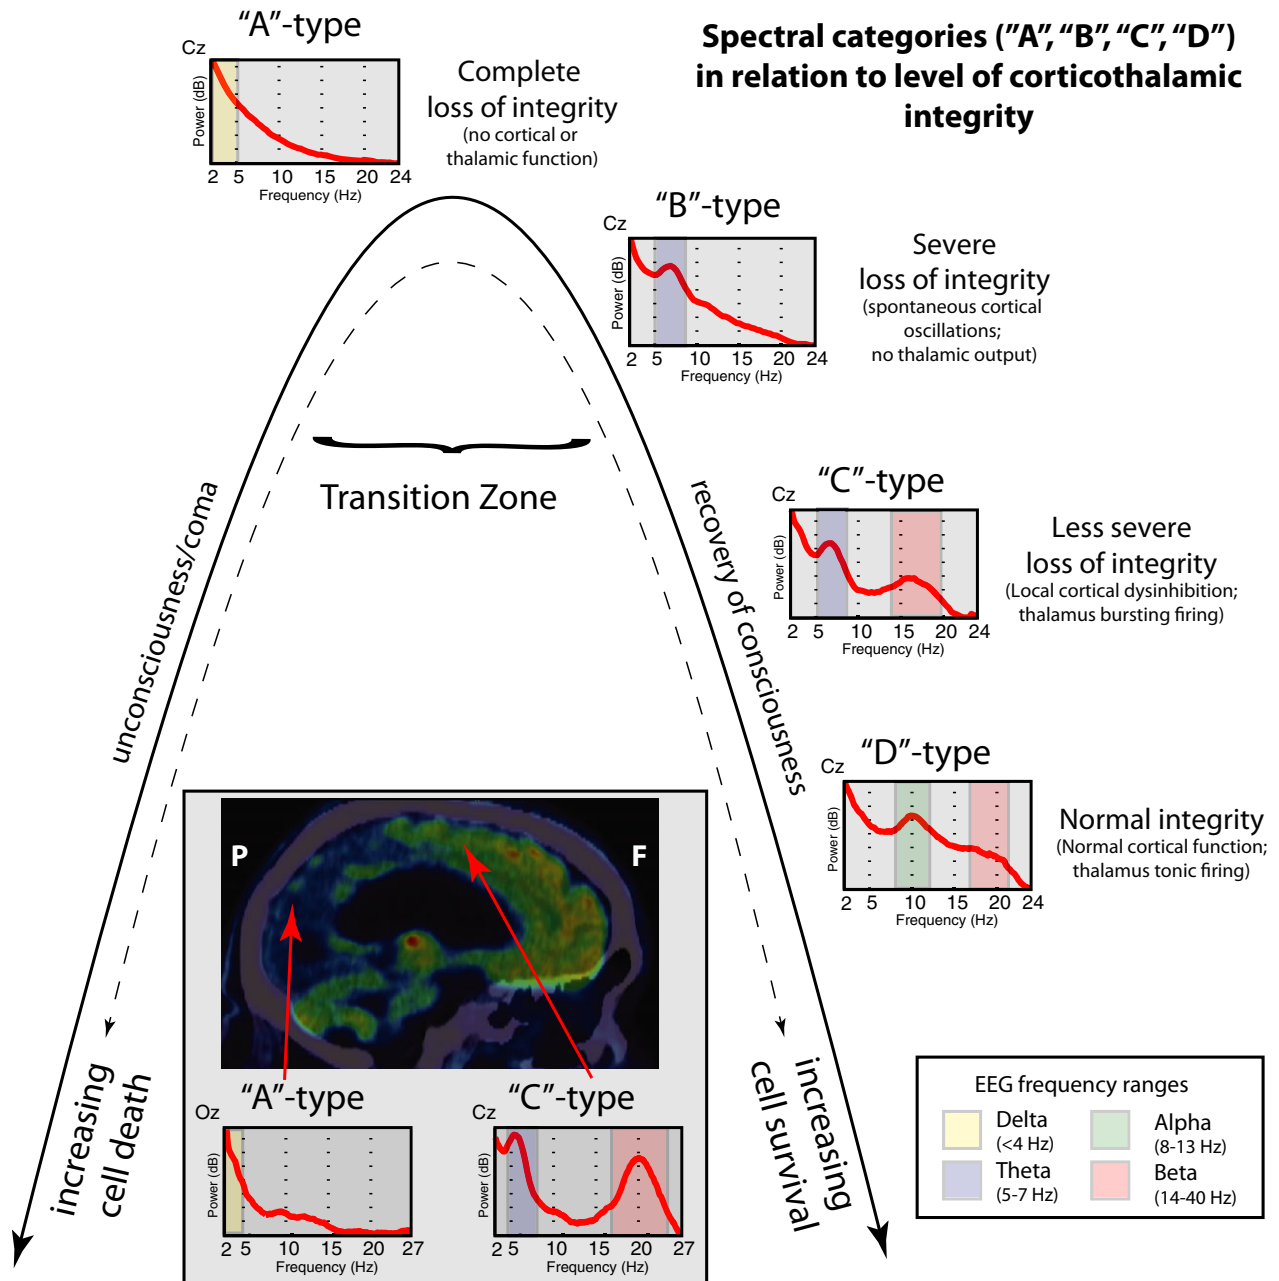 Spectral categories ("A", "B", "C", "D")
in relation to level of corticothalamic
integrity
"A"-type
Cz
Power (dB)
2 5 10 15 20 24
Frequency (Hz)
Complete
loss of integrity
(no cortical or
thalamic function)
"B"-type
Cz
Power (dB)
2 5 10 15 20 24
Frequency (Hz)
Severe
loss of integrity
(spontaneous cortical
oscillations;
no thalamic output)
Transition Zone
unconsciousness/coma
recovery of consciousness
"C"-type
Cz
Power (dB)
2 5 10 15 20 24
Frequency (Hz)
Less severe
loss of integrity
(Local cortical dysinhibition;
thalamus bursting firing)
"D"-type
Cz
Power (dB)
2 5 10 15 20 24
Frequency (Hz)
Normal integrity
(Normal cortical function;
thalamus tonic firing)
P F
increasing
cell death
increasing
cell survival
"A"-type
Oz
Power (dB)
2 5 10 15 20 27
Frequency (Hz)
"C"-type
Cz
Power (dB)
2 5 10 15 20 27
Frequency (Hz)
EEG frequency ranges
Delta
(<4 Hz)
Alpha
(8-13 Hz)
Theta
(5-7 Hz)
Beta
(14-40 Hz)